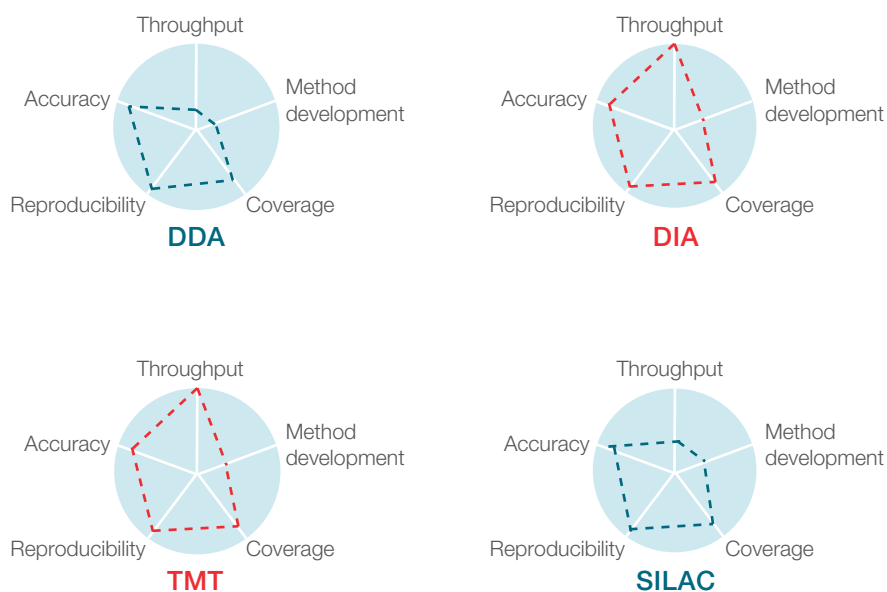 Throughput
Accuracy
Method
development
Reproducibility
Coverage
DDA
Throughput
Accuracy
Method
development
Reproducibility
Coverage
DIA
Throughput
Accuracy
Method
development
Reproducibility
Coverage
TMT
Throughput
Accuracy
Method
development
Reproducibility
Coverage
SILAC